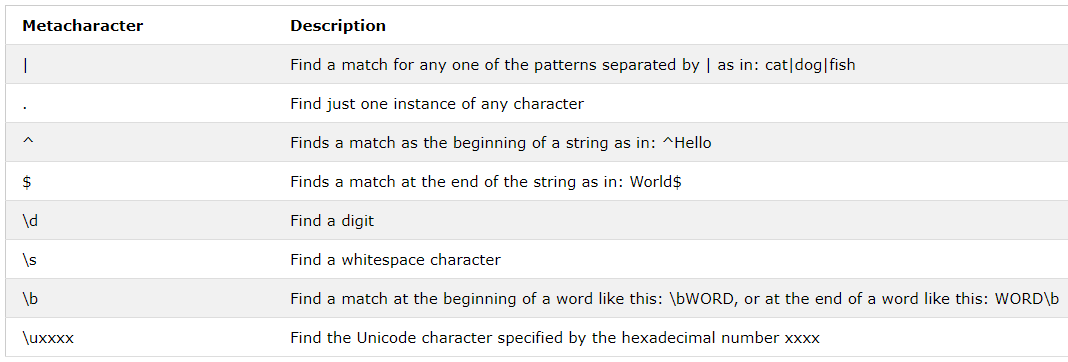 Metacharacter Description
| Find a match for any one of the patterns separated by | as in: cat|dog|fish
. Find just one instance of any character
^ Finds a match as the beginning of a string as in: ^Hello
$ Finds a match at the end of the string as in: World$
\d Find a digit
\s Find a whitespace character
\b Find a match at the beginning of a word like this: \bWORD, or at the end of a word like this: WORD\b
\uxxxx Find the Unicode character specified by the hexadecimal number xxxx